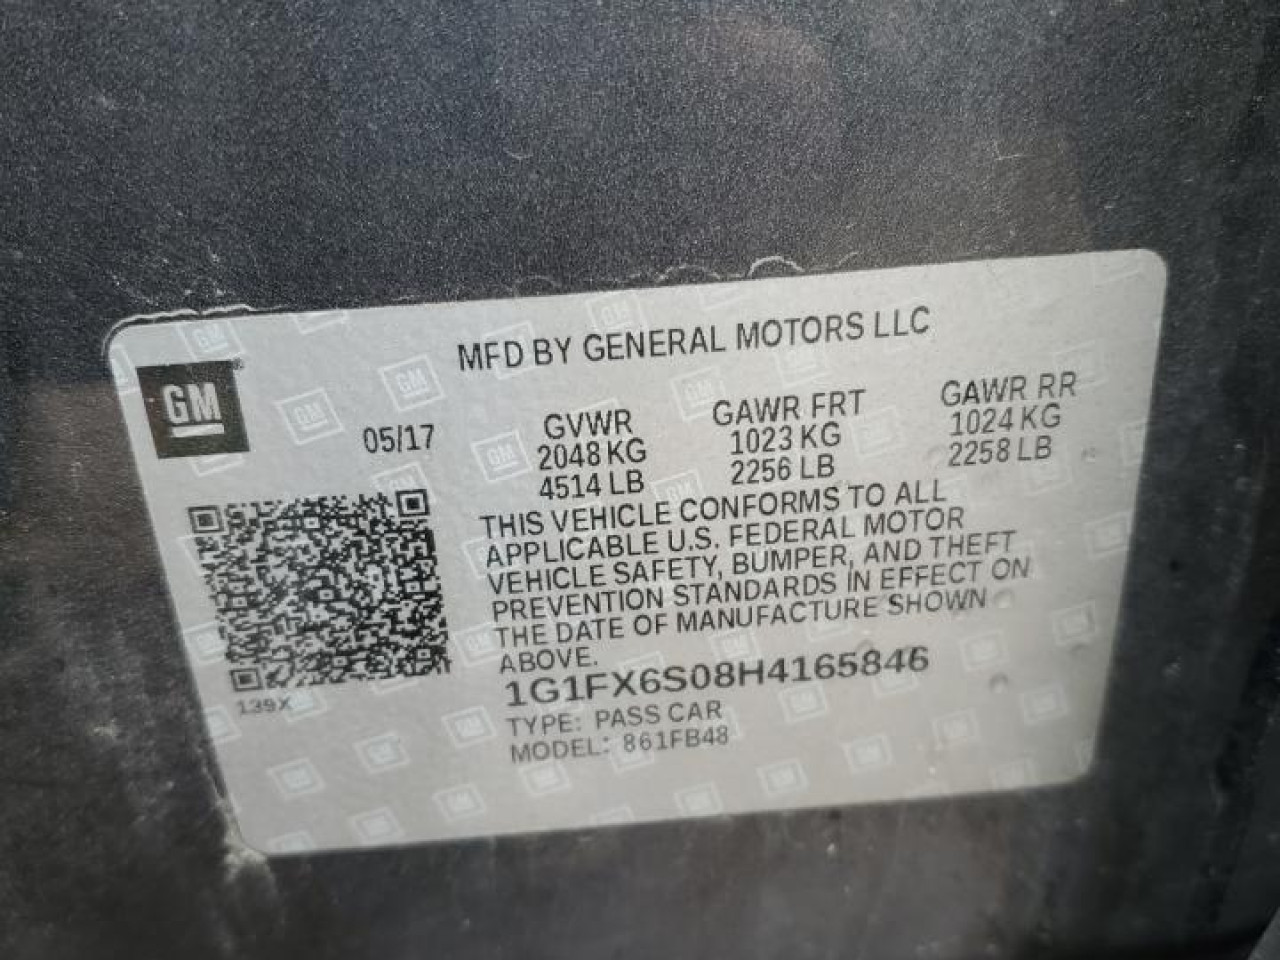 MFD BY GENERAL MOTORS LLC
GM
05/17
GVWR
2048 KG
4514 LB
GAWR FRT
1023 KG
2256 LB
GAWR RR
1024 KG
2258 LB
THIS VEHICLE CONFORMS TO ALL
APPLICABLE U.S. FEDERAL MOTOR
VEHICLE SAFETY, BUMPER, AND THEFT
PREVENTION STANDARDS IN EFFECT ON
THE DATE OF MANUFACTURE SHOWN
ABOVE.
139X
1G1FX6S08H4165846
TYPE: PASS CAR
MODEL: 861FB48